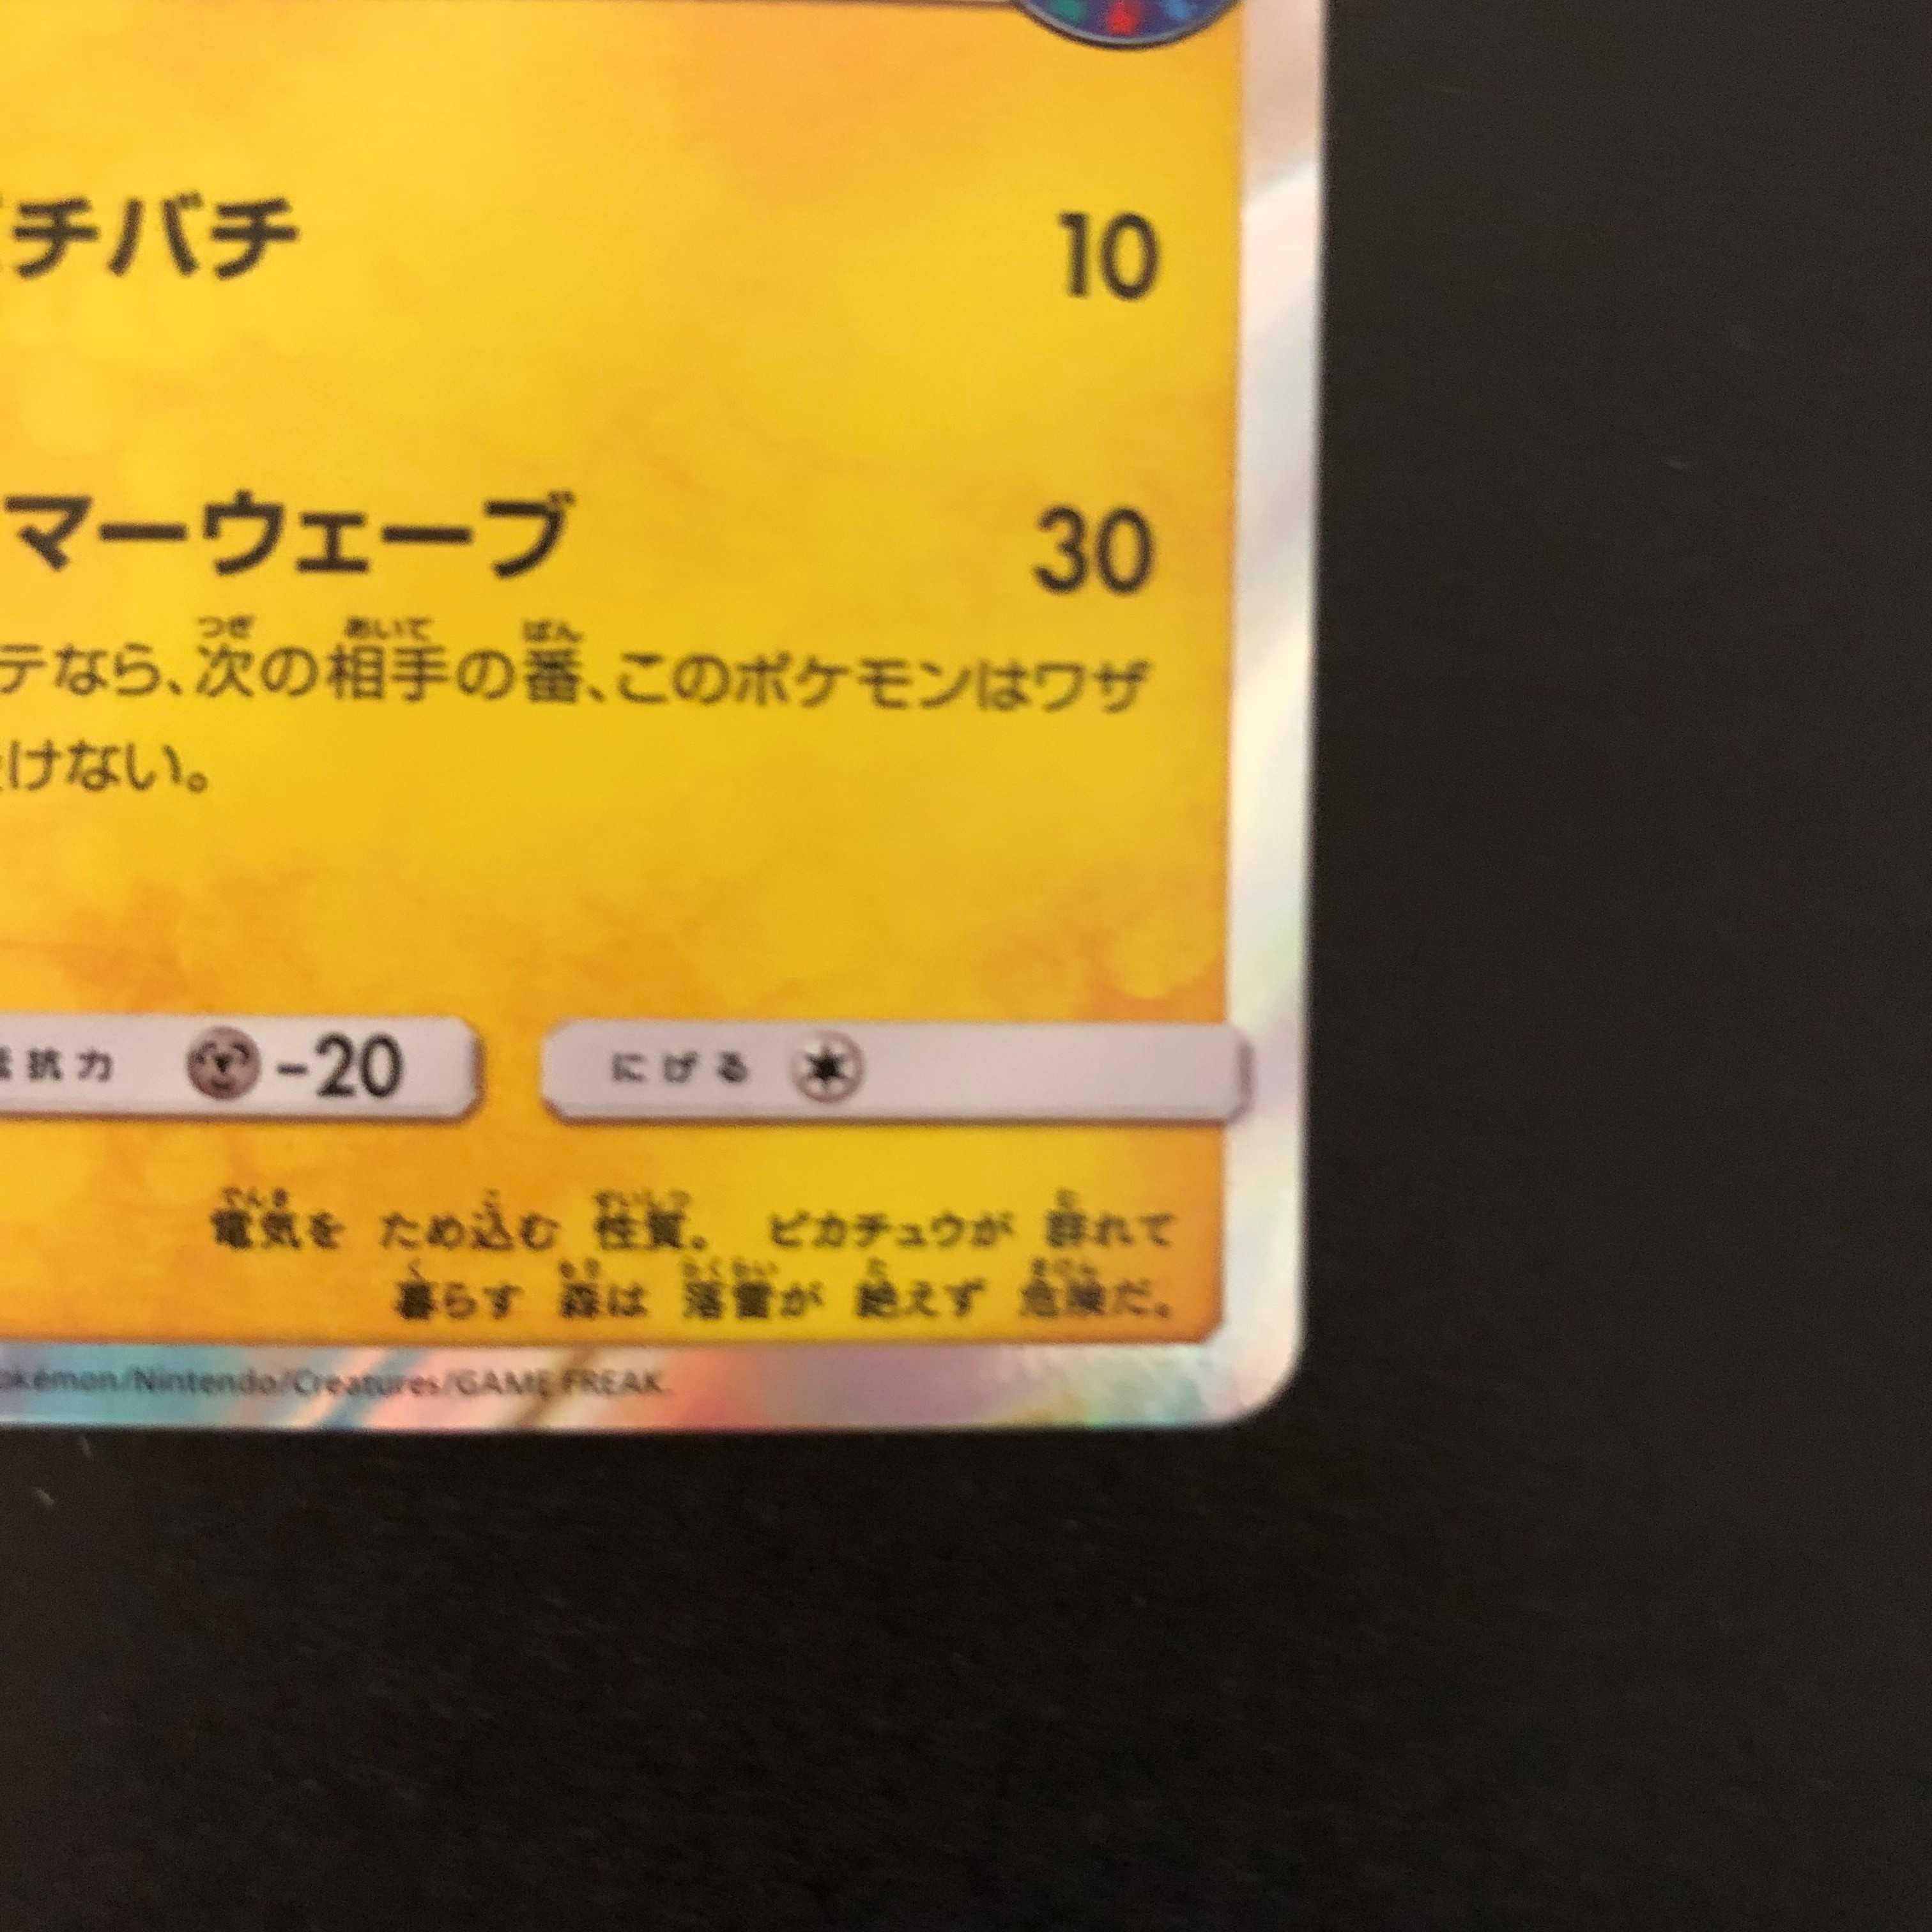 チバチ 10
マーウェーブ 30
テなら、次の相手の番、このポケモンはワザ
けない。
抗力 -20 にげる
電気を ため込む 性質。 ピカチュウが 群れて
暮らす 森は 落雷が 絶えず 危険だ。
okémon/Nintendo/Creatures/GAME FREAK.